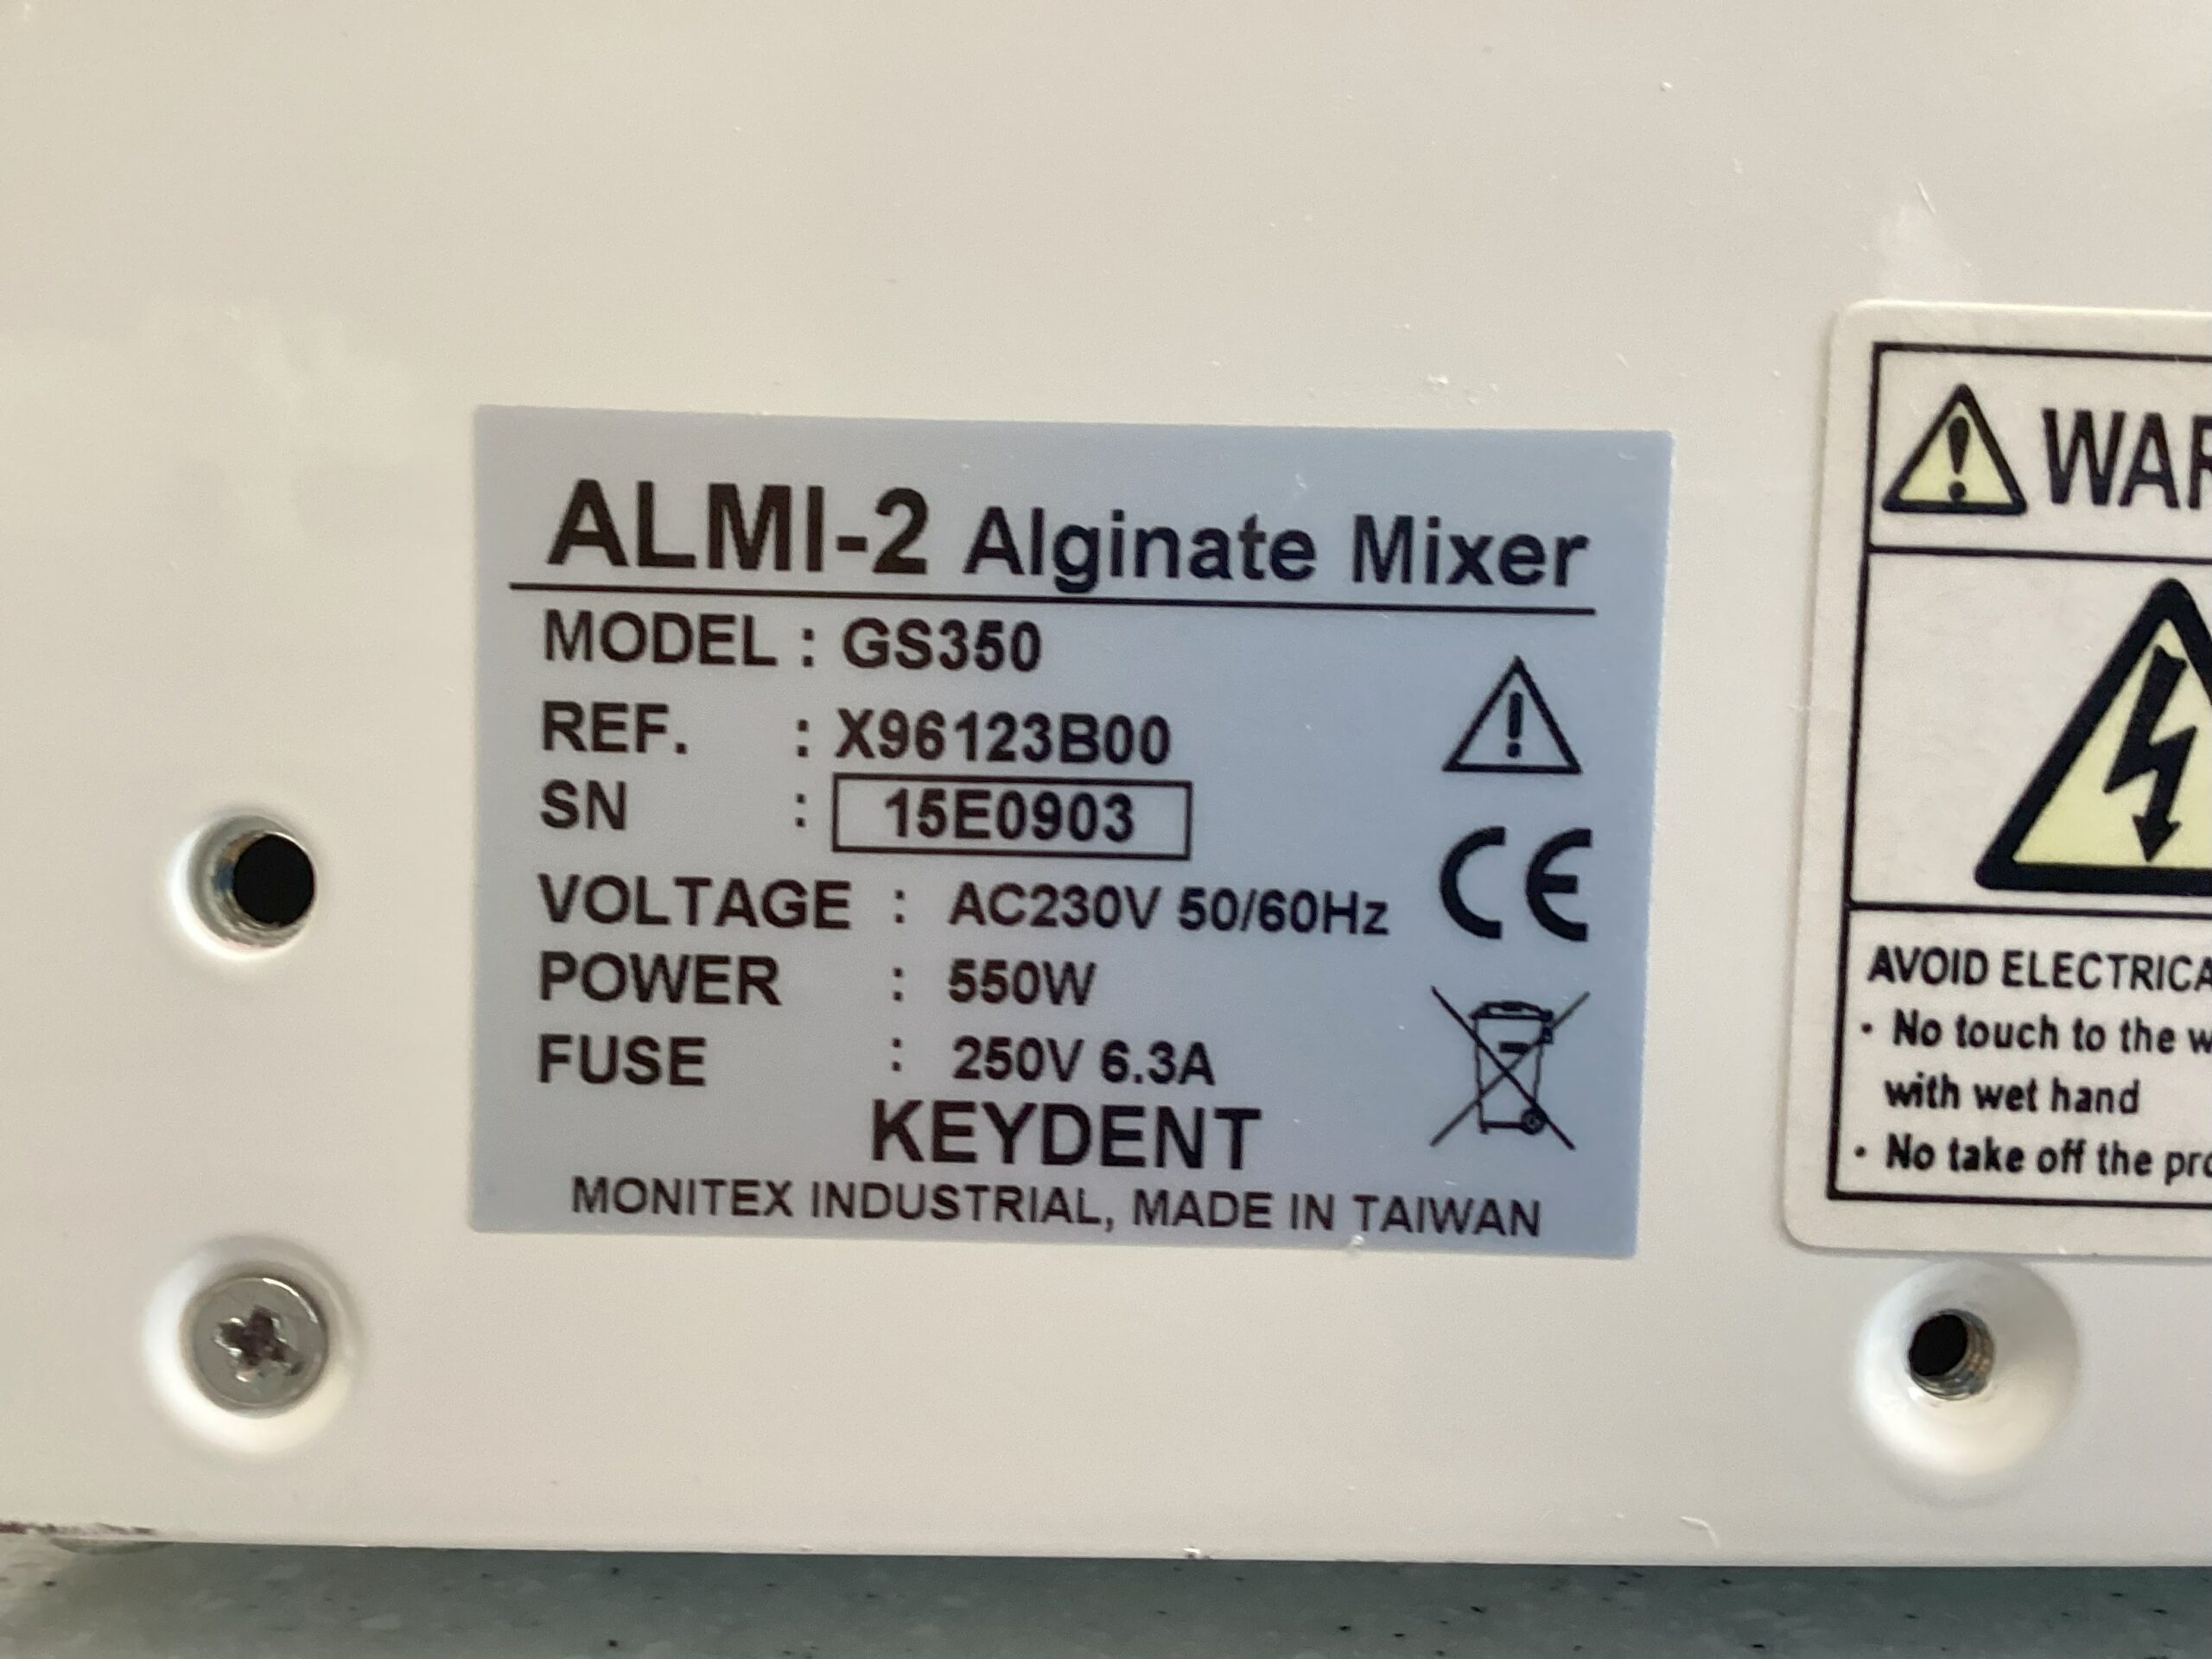 ALMI-2 Alginate Mixer
MODEL : GS350
REF. : X96123B00
SN : 15E0903
VOLTAGE : AC230V 50/60Hz
POWER : 550W
FUSE : 250V 6.3A
KEYDENT
MONITEX INDUSTRIAL, MADE IN TAIWAN
CE
AVOID
• No touch to the
with wet hand
• No take off the